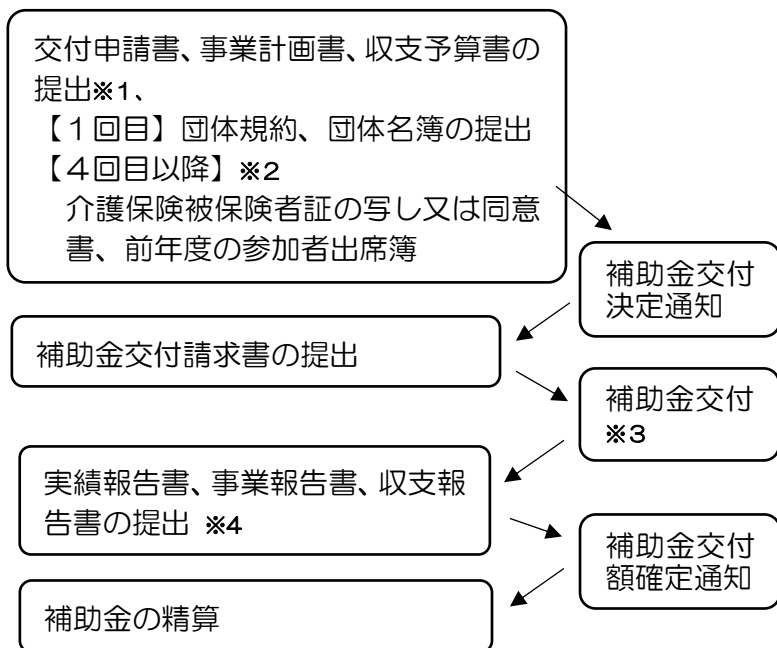 交付申請書、事業計画書、収支予算書の
提出※1、
【1回目】団体規約、団体名簿の提出
【4回目以降】※2
介護保険被保険者証の写し又は同意
書、前年度の参加者出席簿
補助金交付
決定通知
補助金交付請求書の提出
補助金交付
※3
実績報告書、事業報告書、収支報
告書の提出 ※4
補助金交付
額確定通知
補助金の精算